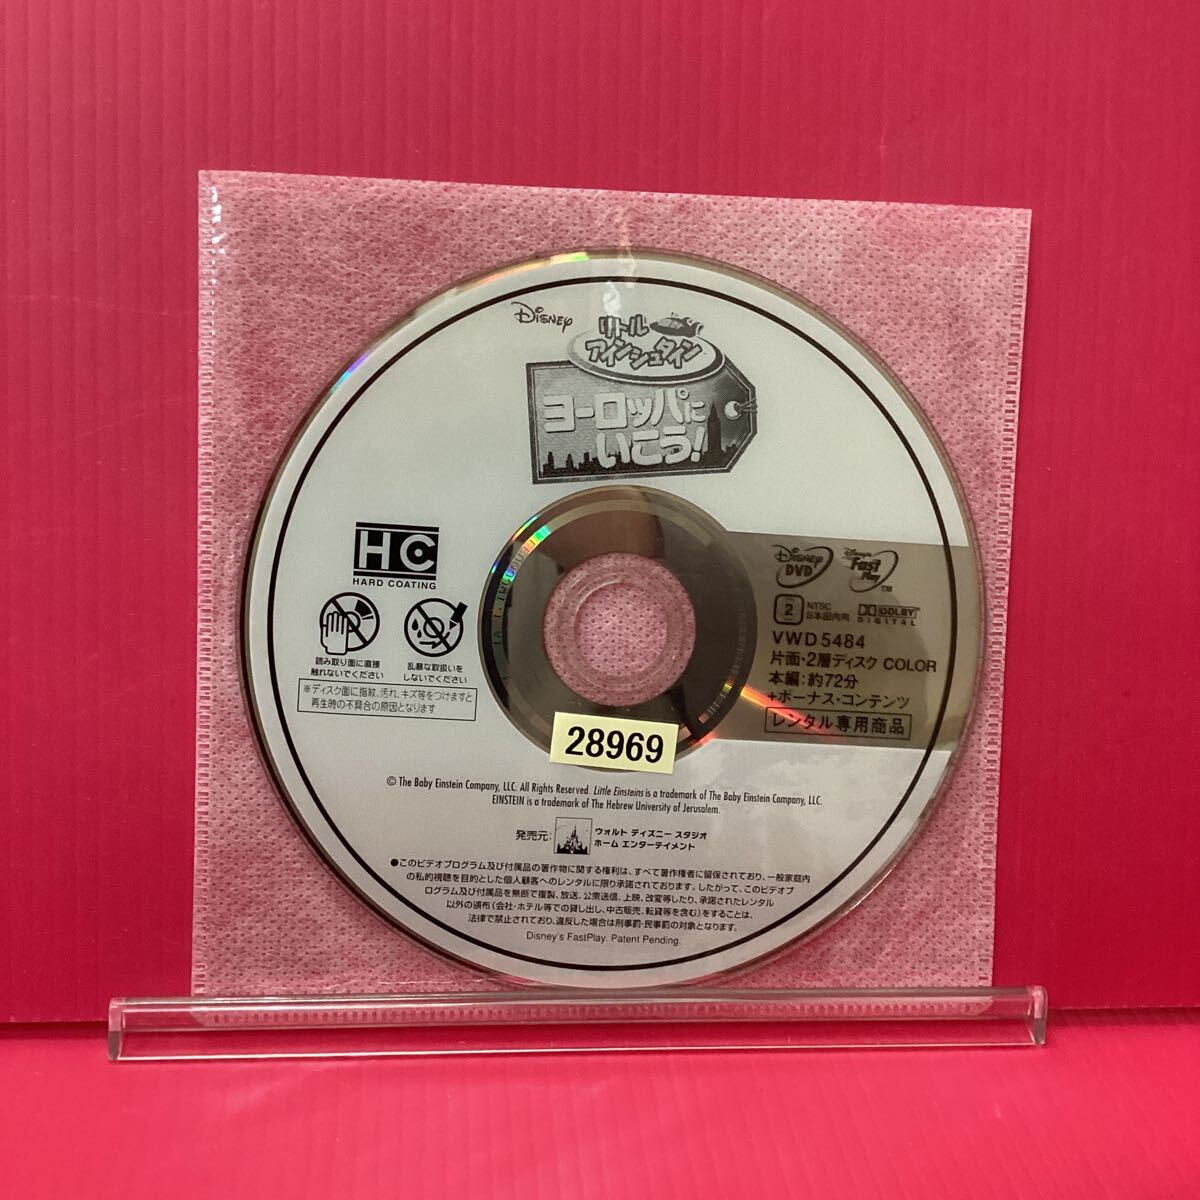 Disney
リトル
アインシュタイン
ヨーロッパに
いこう!
HC
HARD COATING
読み取り面に直接
触れないでください
乱暴な取扱いを
しないでください
※ディスク面に指紋、汚れ、キズ等をつけますと
再生時の不具合の原因となります
Disney
DVD
Disney's
Fast
Play
TM
2
NTSC
日本国内向
DOLBY
DIGITAL
VWD5484
片面・2層ディスク COLOR
本編:約72分
+ボーナス・コンテンツ
レンタル専用商品
28969
© The Baby Einstein Company, LLC. All Rights Reserved. Little Einsteins is a trademark of The Baby Einstein Company, LLC.
EINSTEIN is a trademark of The Hebrew University of Jerusalem.
発売元:
ウォルト ディズニー スタジオ
ホーム エンターテイメント
●このビデオプログラム及び付属品の著作物に関する権利は、すべて著作権者に留保されており、一般家庭内
の私的視聴を目的とした個人顧客へのレンタルに限り承諾されております。したがって、このビデオプ
ログラム及び付属品を無断で複製、放送、公衆送信、上映、改変等したり、承諾されたレンタル
以外の頒布(会社・ホテル等での貸し出し、中古販売、転貸等を含む)をすることは、
法律で禁止されており、違反した場合は刑事罰・民事罰の対象となります。
Disney's FastPlay. Patent Pending.